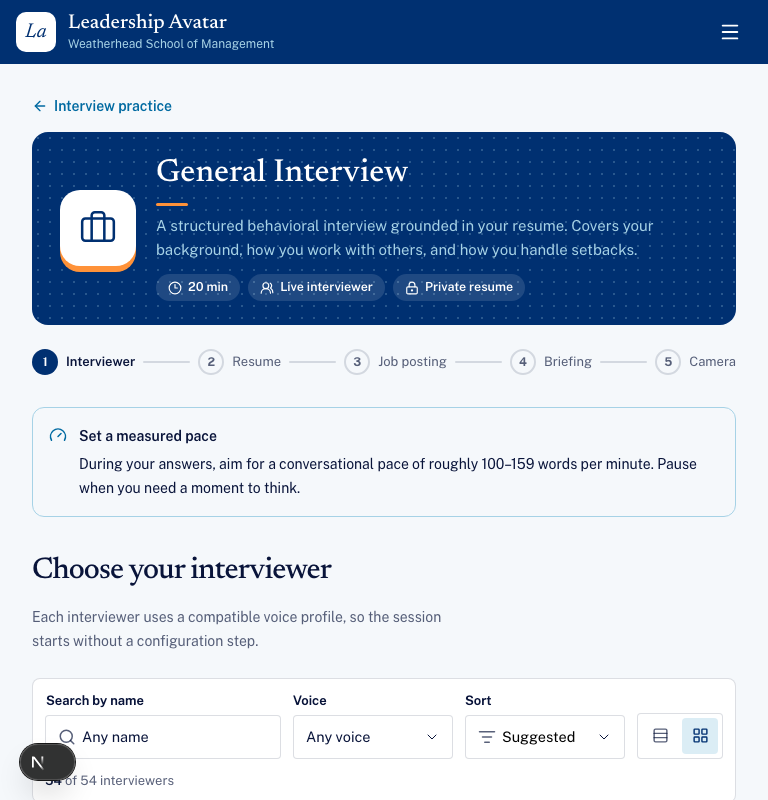 La
Leadership Avatar
Weatherhead School of Management
Interview practice
General Interview
A structured behavioral interview grounded in your resume. Covers your
background, how you work with others, and how you handle setbacks.
20 min
Live interviewer
Private resume
1 Interviewer
2 Resume
3 Job posting
4 Briefing
5 Camera
Set a measured pace
During your answers, aim for a conversational pace of roughly 100–159 words per minute. Pause
when you need a moment to think.
Choose your interviewer
Each interviewer uses a compatible voice profile, so the session
starts without a configuration step.
Search by name
Voice
Sort
Any name
Any voice
Suggested
N
54 of 54 interviewers